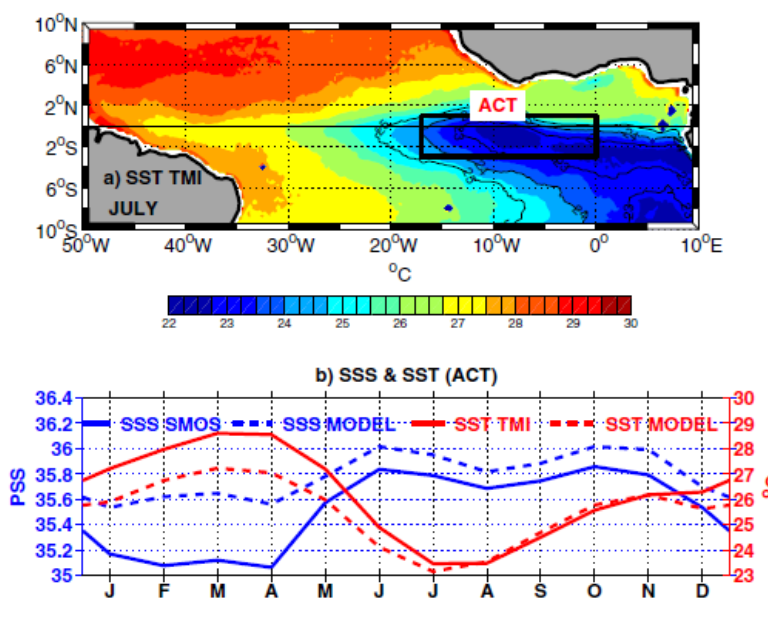 10°N
6°N
2°N
2°S
6°S
10°S
ACT
a) SST TMI
JULY
50°W 40°W 30°W 20°W 10°W 0° 10°E
°C
22 23 24 25 26 27 28 29 30
b) SSS & SST (ACT)
36.4 30
36.2 SSS SMOS SSS MODEL SST TMI SST MODEL 29
36 28
35.8 27
35.6 26
35.4 25
35.2 24
35 23
PSS
J F M A M J J A S O N D